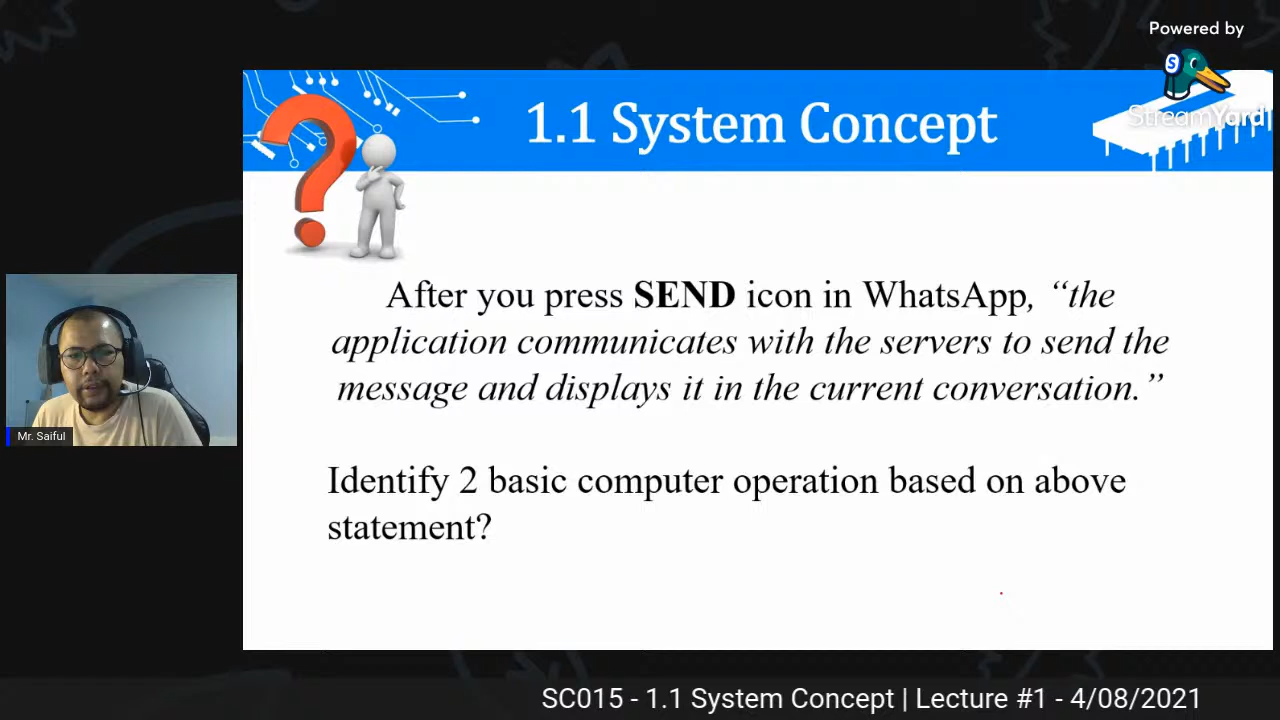 Powered by
S
StreamYard
1.1 System Concept
After you press SEND icon in WhatsApp, “the
application communicates with the servers to send the
message and displays it in the current conversation.”
Identify 2 basic computer operation based on above
statement?
Mr. Saiful
SC015 - 1.1 System Concept | Lecture #1 - 4/08/2021